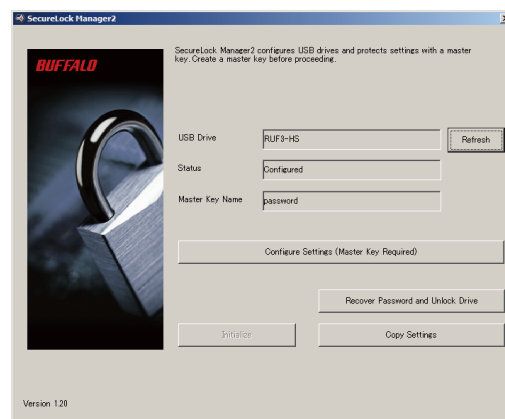 SecureLock Manager2
BUFFALO
SecureLock Manager2 configures USB drives and protects settings with a master
key. Create a master key before proceeding.
USB Drive
RUF3-HS
Refresh
Status
Configured
Master Key Name
password
Configure Settings (Master Key Required)
Recover Password and Unlock Drive
Initialize
Copy Settings
Version 1.20